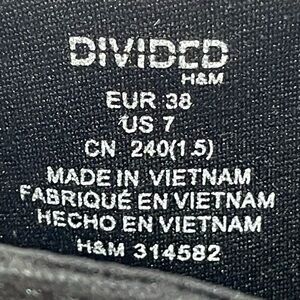 DIVIDED
H&M
EUR 38
US 7
CN 240(1.5)
MADE IN VIETNAM
FABRIQUÉ EN VIETNAM
HECHO EN VIETNAM
H&M 314582